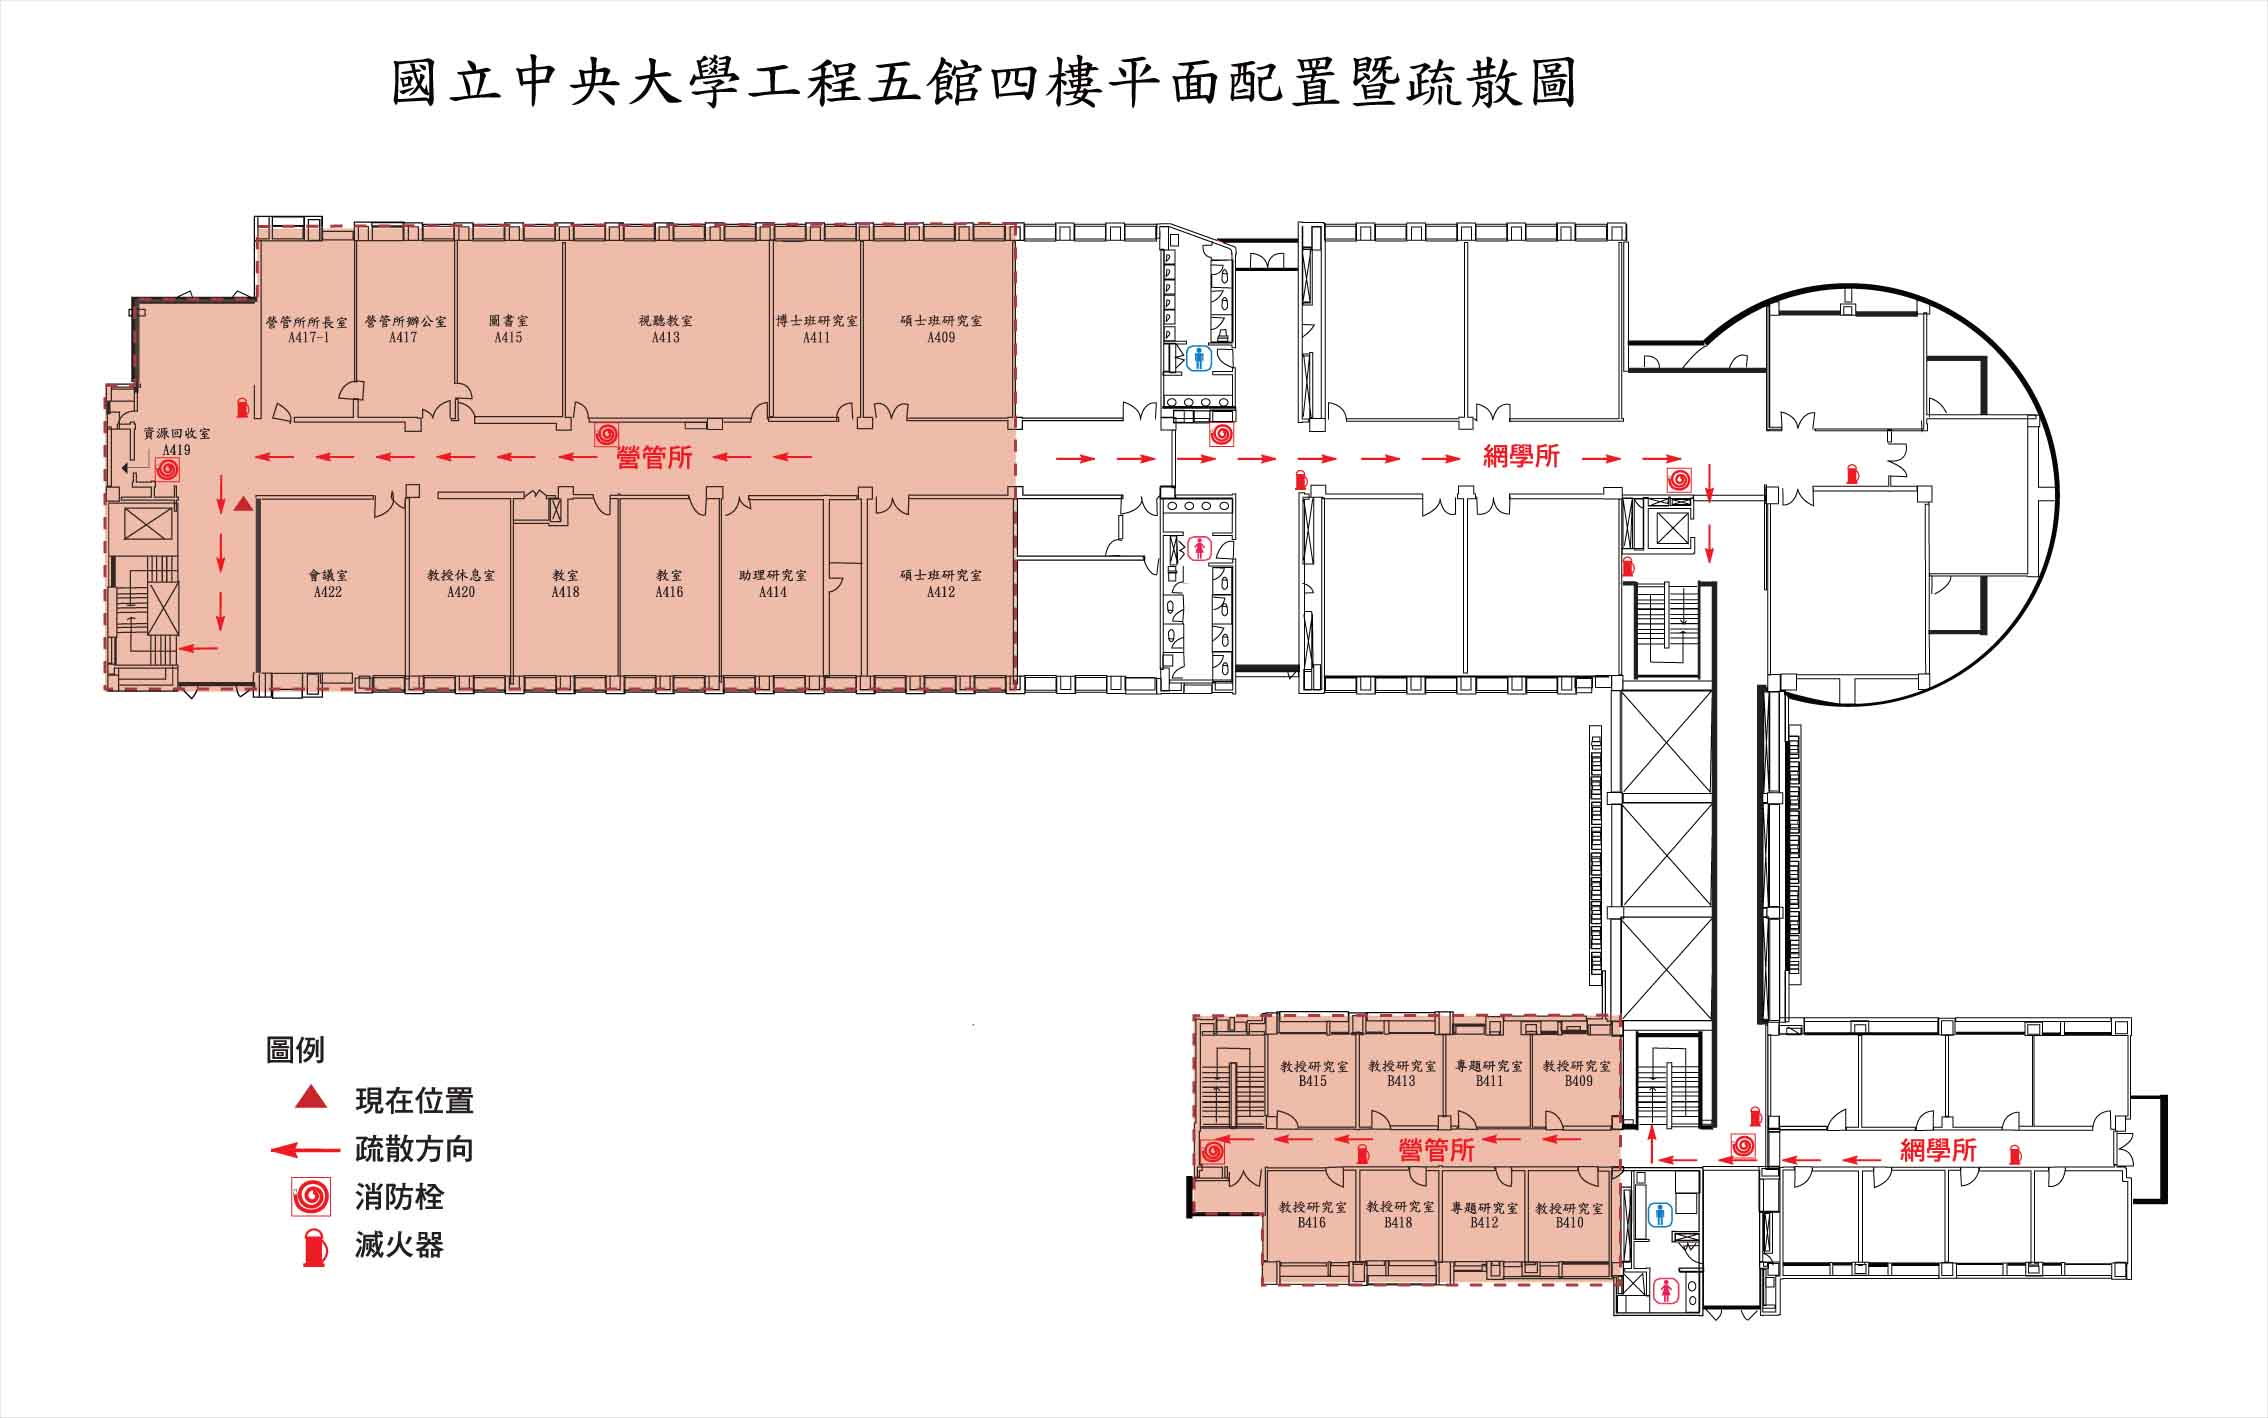 國立中央大學工程五館四樓平面配置暨疏散圖
營管所所長室
A417-1
營管所辦公室
A417
圖書室
A415
視聽教室
A413
博士班研究室
A411
碩士班研究室
A409
資源回收室
A419
營管所
網學所
會議室
A422
教授休息室
A420
教室
A418
教室
A416
助理研究室
A414
碩士班研究室
A412
教授研究室
B415
教授研究室
B413
專題研究室
B411
教授研究室
B409
營管所
網學所
教授研究室
B416
教授研究室
B418
專題研究室
B412
教授研究室
B410
圖例
現在位置
疏散方向
消防栓
滅火器